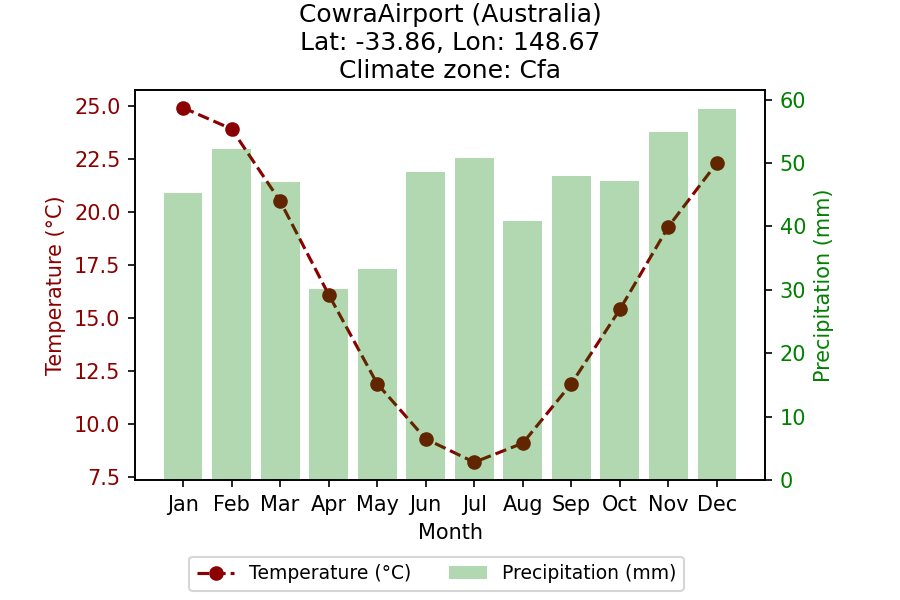 CowraAirport (Australia)
Lat: -33.86, Lon: 148.67
Climate zone: Cfa
Temperature (°C)
25.0
22.5
20.0
17.5
15.0
12.5
10.0
7.5
Precipitation (mm)
60
50
40
30
20
10
0
Jan Feb Mar Apr May Jun Jul Aug Sep Oct Nov Dec
Month
Temperature (°C) Precipitation (mm)